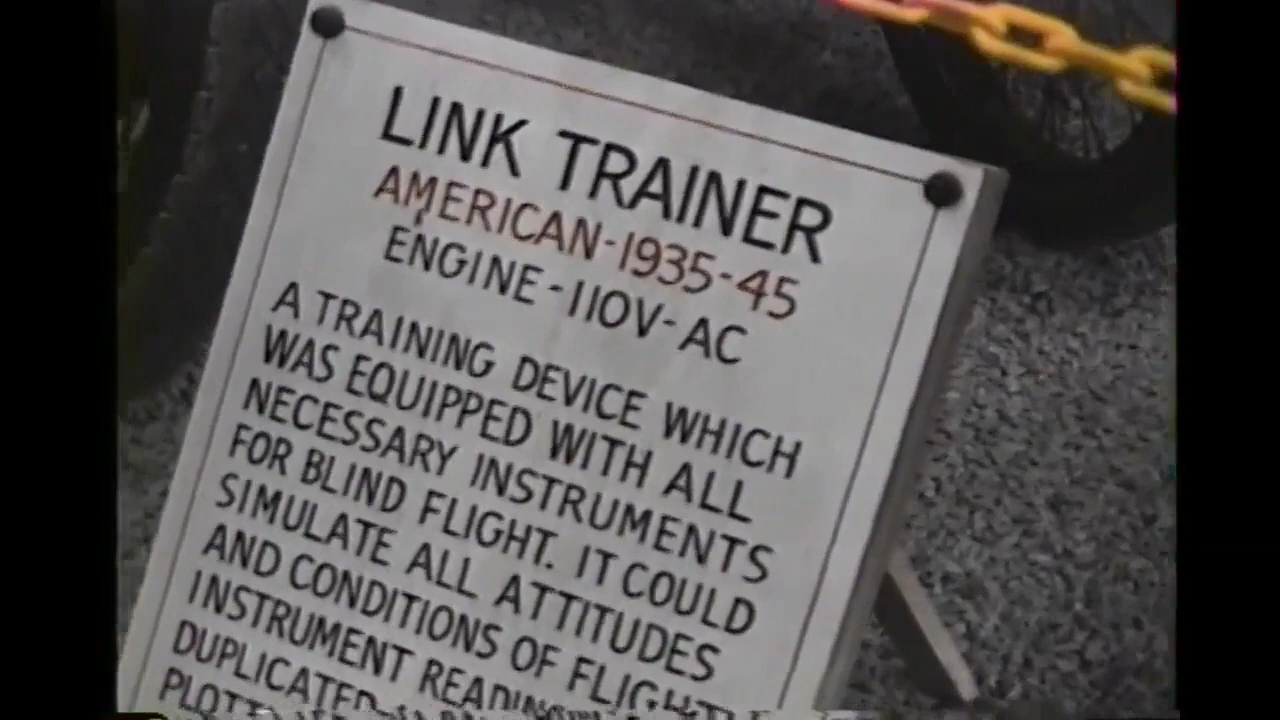 LINK TRAINER
AMERICAN-1935-45
ENGINE-110V-AC
A TRAINING DEVICE WHICH
WAS EQUIPPED WITH ALL
NECESSARY INSTRUMENTS
FOR BLIND FLIGHT. IT COULD
SIMULATE ALL ATTITUDES
AND CONDITIONS OF FLIGHT
INSTRUMENT READINGS
DUPLICATED